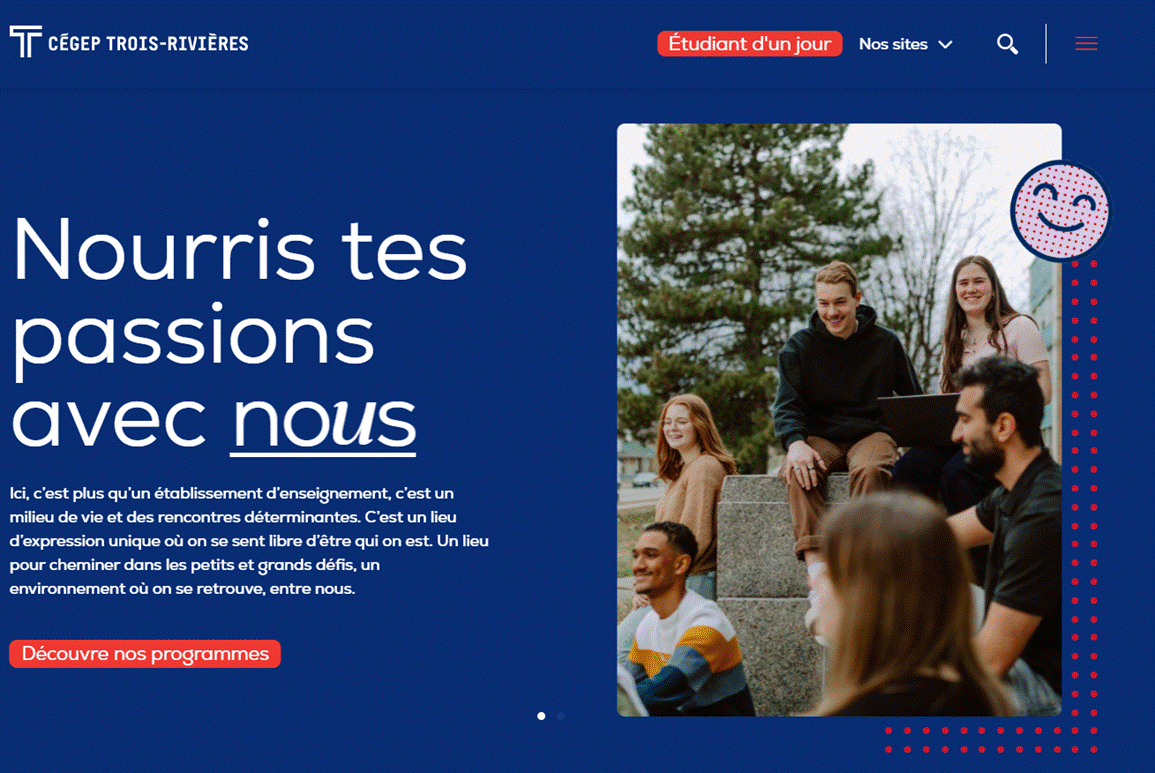 CÉGEP TROIS-RIVIÈRES
Étudiant d'un jour
Nos sites
Nourris tes
passions
avec nous
Ici, c'est plus qu'un établissement d'enseignement, c'est un
milieu de vie et des rencontres déterminantes. C'est un lieu
d'expression unique où on se sent libre d'être qui on est. Un lieu
pour cheminer dans les petits et grands défis, un
environnement où on se retrouve, entre nous.
Découvre nos programmes